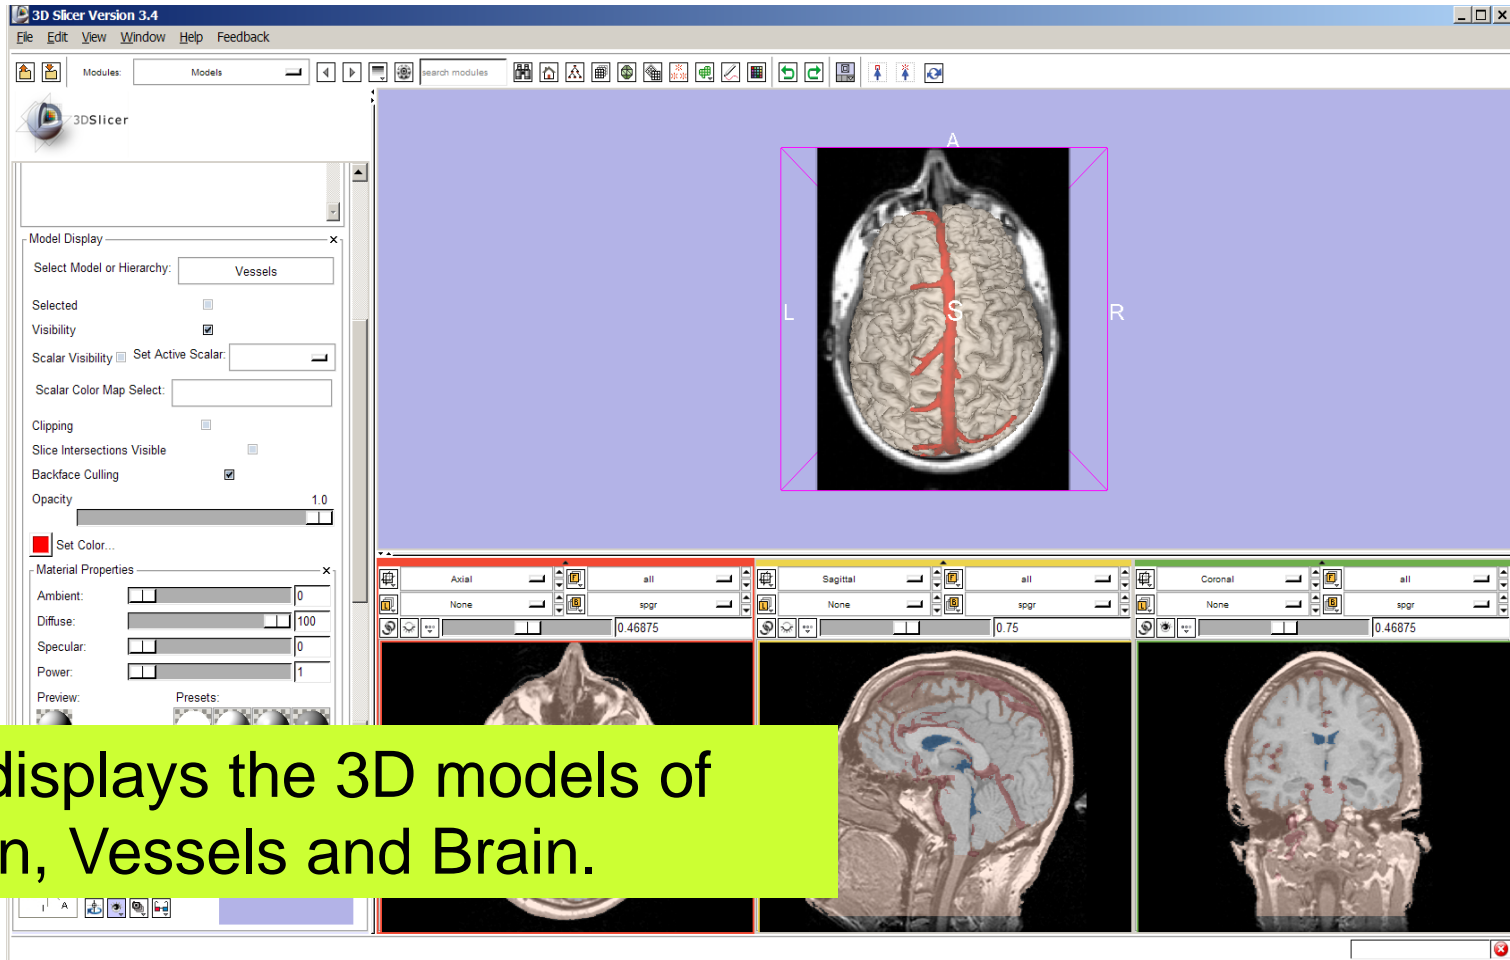 3D Slicer Version 3.4
File Edit View Window Help Feedback
Modules: Models search modules
3DSlicer
Model Display
Select Model or Hierarchy: Vessels
Selected
Visibility
Scalar Visibility Set Active Scalar:
Scalar Color Map Select:
Clipping
Slice Intersections Visible
Backface Culling
Opacity 1.0
Set Color...
Material Properties
Ambient: 0
Diffuse: 100
Specular: 0
Power: 1
Preview: Presets:
A
L S R
Axial all
None spgr
0.46875
Sagittal all
None spgr
0.75
Coronal all
None spgr
0.46875
displays the 3D models of
n, Vessels and Brain.
A